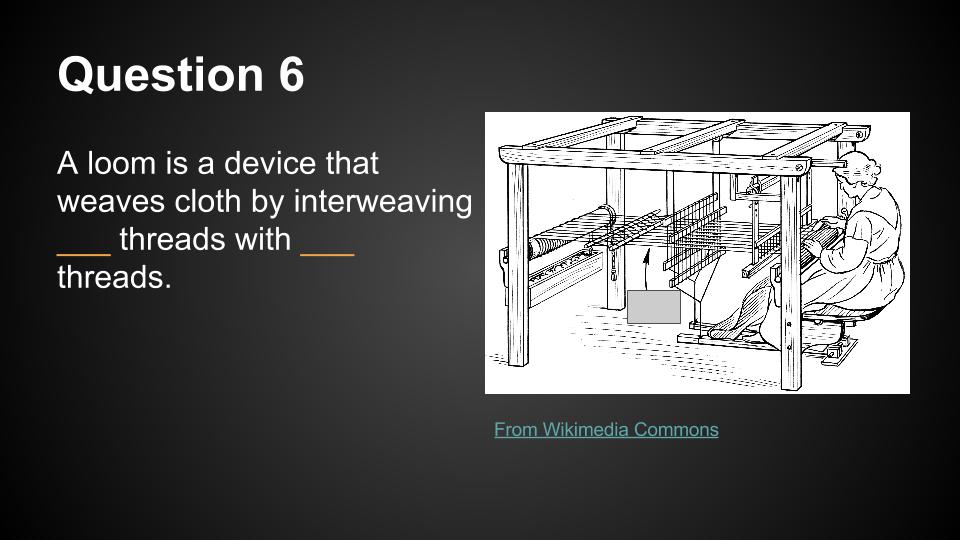 Question 6
A loom is a device that
weaves cloth by interweaving
___ threads with ___
threads.
From Wikimedia Commons